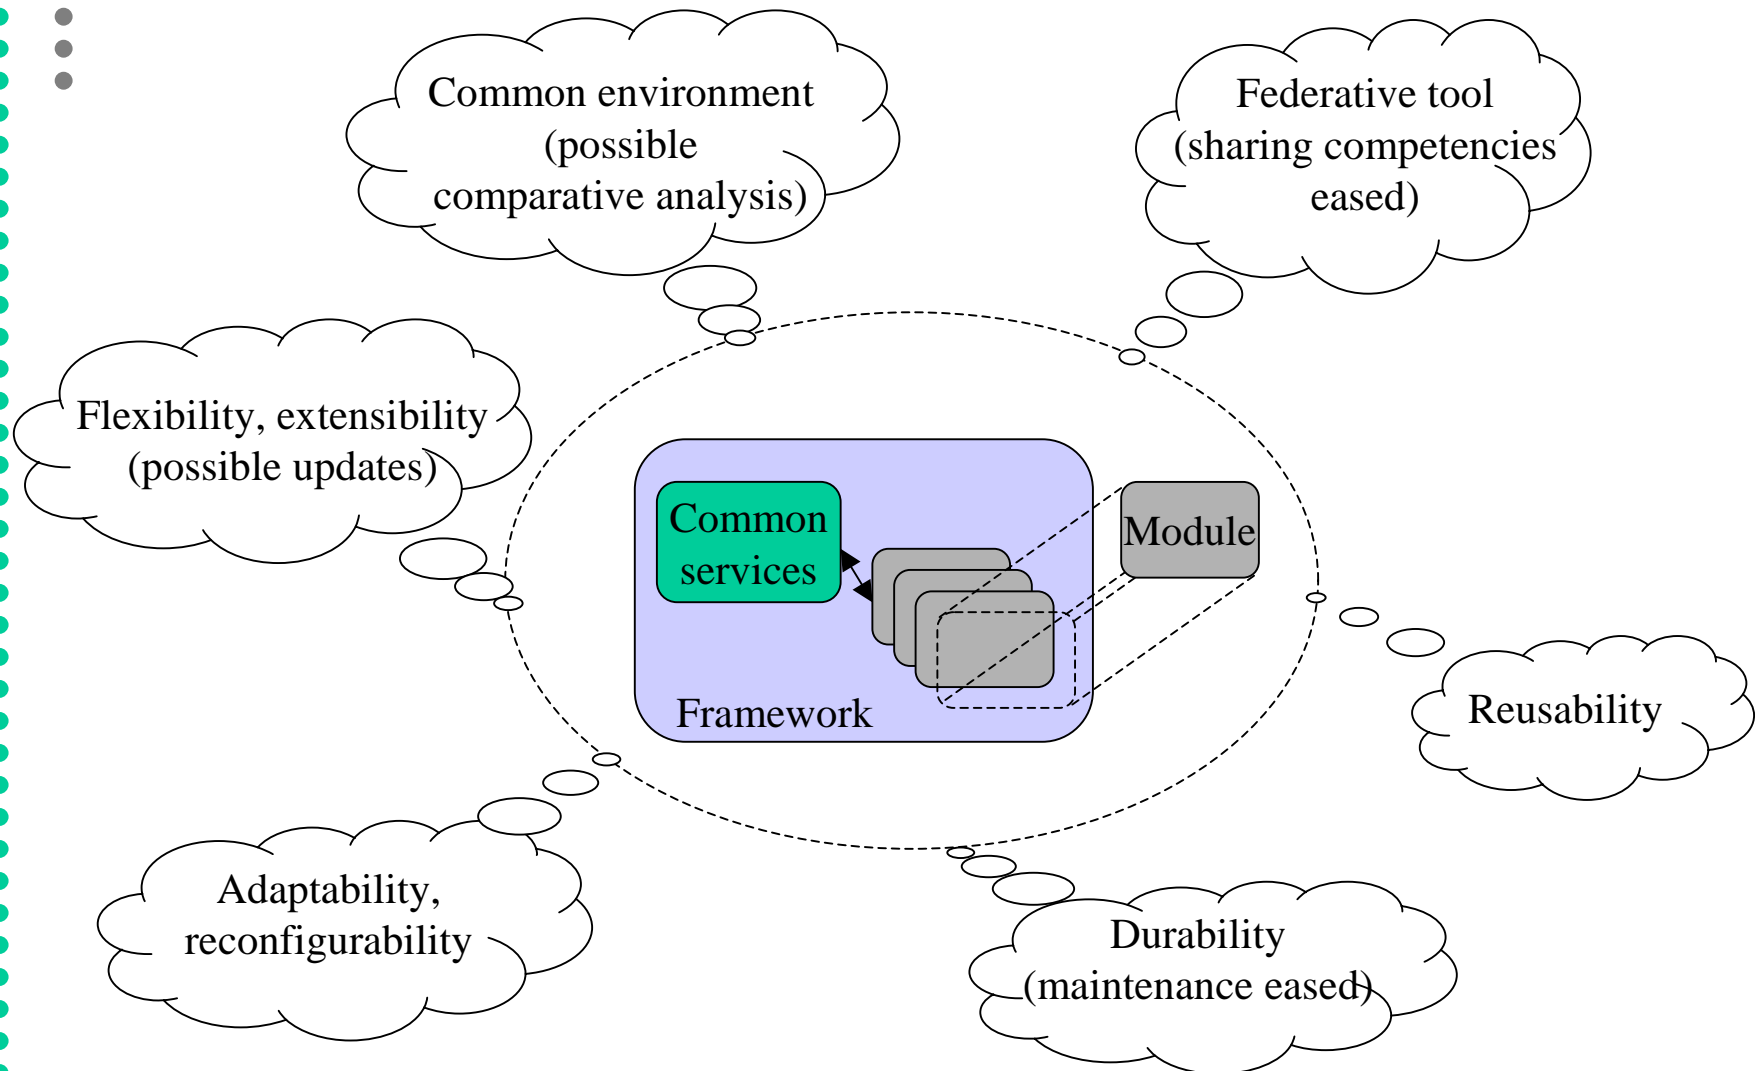 Common environment
(possible
comparative analysis)
Federative tool
(sharing competencies
eased)
Flexibility, extensibility
(possible updates)
Common
services
Module
Framework
Reusability
Adaptability,
reconfigurability
Durability
(maintenance eased)